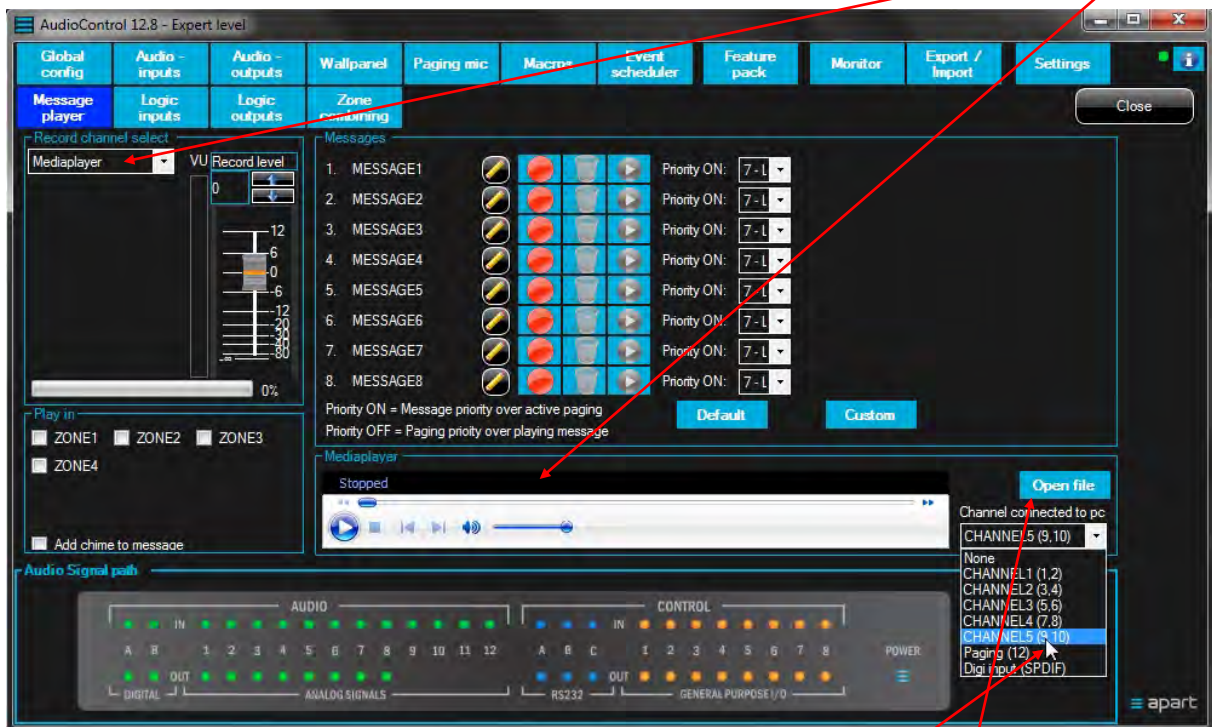 AudioControl 12.8 - Expert level
Global config
Audio - inputs
Audio - outputs
Wallpanel
Paging mic
Macros
Event scheduler
Feature pack
Monitor
Export / Import
Settings
Message player
Logic inputs
Logic outputs
Zone combining
Close
Record channel select
Mediaplayer
VU
Record level
0
12
6
0
-6
-12
-20
-80
-∞
0%
Messages
1. MESSAGE1 Priority ON: 7 - L
2. MESSAGE2 Priority ON: 7 - L
3. MESSAGE3 Priority ON: 7 - L
4. MESSAGE4 Priority ON: 7 - L
5. MESSAGE5 Priority ON: 7 - L
6. MESSAGE6 Priority ON: 7 - L
7. MESSAGE7 Priority ON: 7 - L
8. MESSAGE8 Priority ON: 7 - L
Priority ON = Message priority over active paging
Priority OFF = Paging prioity over playing message
Default
Custom
Play in
ZONE1 ZONE2 ZONE3
ZONE4
Add chime to message
Mediaplayer
Stopped
Open file
Channel connected to pc
CHANNEL5 (9,10)
None
CHANNEL1 (1,2)
CHANNEL2 (3,4)
CHANNEL3 (5,6)
CHANNEL4 (7,8)
CHANNEL5 (9,10)
Paging (12)
Digi input (SPDIF)
Audio Signal path
AUDIO
CONTROL
IN
IN
A B 1 2 3 4 5 6 7 8 9 10 11 12 A B C 1 2 3 4 5 6 7 8 POWER
OUT
OUT
DIGITAL
ANALOG SIGNALS
RS232
GENERAL PURPOSE I/O
apart